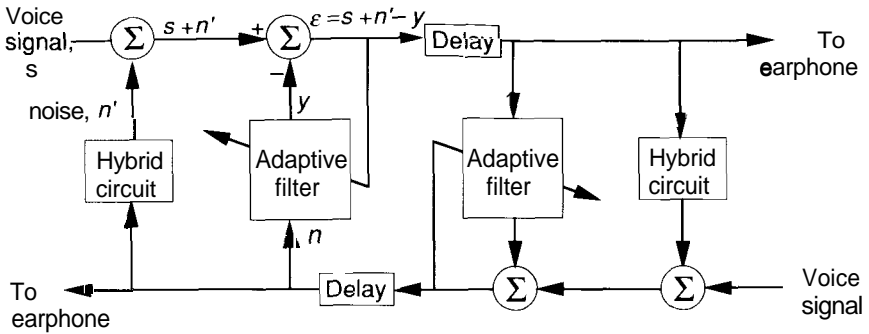 Voice
signal,
s
Σ
s + n'
+
Σ
−
ε = s + n' – y
Delay
To
earphone
noise, n'
y
Hybrid
circuit
Adaptive
filter
Adaptive
filter
Hybrid
circuit
n
To
earphone
Delay
Σ
Σ
Voice
signal